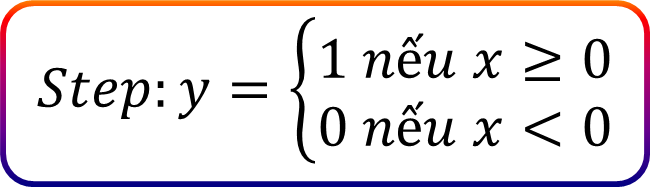 Step: y = { 1 nếu x ≥ 0
0 nếu x < 0